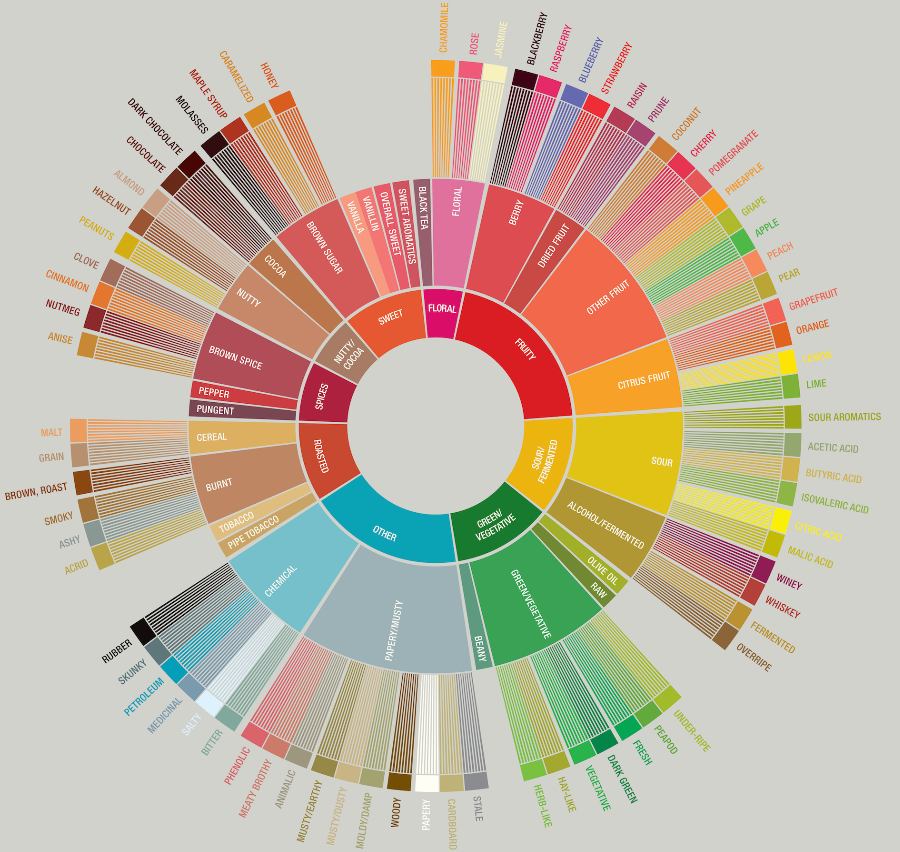 FLORAL
FRUITY
SOUR/
FERMENTED
GREEN/
VEGETATIVE
OTHER
ROASTED
SPICES
NUTTY/
COCOA
SWEET
BLACK TEA
FLORAL
BERRY
DRIED FRUIT
OTHER FRUIT
CITRUS FRUIT
SOUR
ALCOHOL/FERMENTED
OLIVE OIL
RAW
GREEN/VEGETATIVE
BEANY
PAPERY/MUSTY
CHEMICAL
PIPE TOBACCO
TOBACCO
BURNT
CEREAL
PUNGENT
PEPPER
BROWN SPICE
NUTTY
COCOA
BROWN SUGAR
VANILLA
VANILLIN
OVERALL SWEET
SWEET AROMATICS
CHAMOMILE
ROSE
JASMINE
BLACKBERRY
RASPBERRY
BLUEBERRY
STRAWBERRY
RAISIN
PRUNE
COCONUT
CHERRY
POMEGRANATE
PINEAPPLE
GRAPE
APPLE
PEACH
PEAR
GRAPEFRUIT
ORANGE
LEMON
LIME
SOUR AROMATICS
ACETIC ACID
BUTYRIC ACID
ISOVALERIC ACID
CITRIC ACID
MALIC ACID
WINEY
WHISKEY
FERMENTED
OVERRIPE
UNDER-RIPE
PEAPOD
FRESH
DARK GREEN
VEGETATIVE
HAY-LIKE
HERB-LIKE
STALE
CARDBOARD
PAPERY
WOODY
MOLDY/DAMP
MUSTY/DUSTY
MUSTY/EARTHY
ANIMALIC
MEATY BROTHY
PHENOLIC
BITTER
SALTY
MEDICINAL
PETROLEUM
SKUNKY
RUBBER
ACRID
ASHY
SMOKY
BROWN, ROAST
GRAIN
MALT
ANISE
NUTMEG
CINNAMON
CLOVE
PEANUTS
HAZELNUT
ALMOND
CHOCOLATE
DARK CHOCOLATE
MOLASSES
MAPLE SYRUP
CARAMELIZED
HONEY